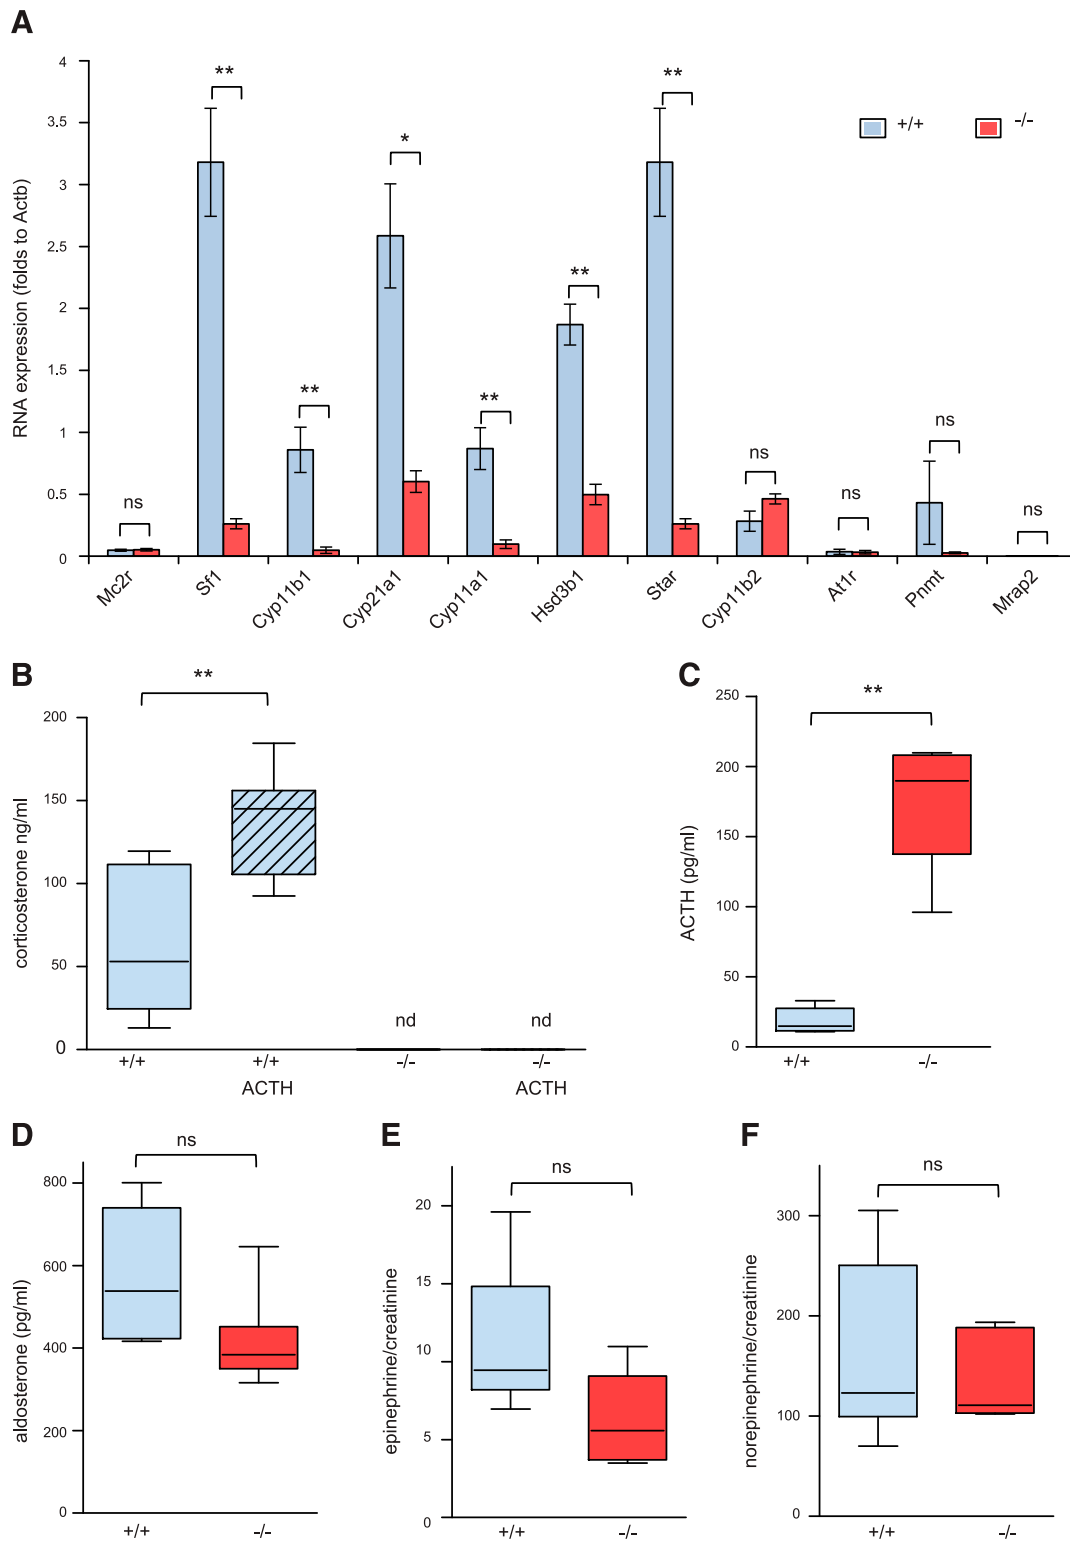 A
4
3.5
3
2.5
2
1.5
1
0.5
0
RNA expression (folds to Actb)
** * ** ** ** **
ns ns ns ns ns
+/+ -/-
Mc2r Sf1 Cyp11b1 Cyp21a1 Cyp11a1 Hsd3b1 Star Cyp11b2 At1r Pnmt Mrap2
B
**
200
150
100
50
0
corticosterone ng/ml
nd nd
+/+ +/+ -/- -/-
ACTH ACTH
C
**
250
200
150
100
50
0
ACTH (pg/ml)
+/+ -/-
D
ns
800
600
400
200
0
aldosterone (pg/ml)
+/+ -/-
E
ns
20
15
10
5
0
epinephrine/creatinine
+/+ -/-
F
ns
300
200
100
0
norepinephrine/creatinine
+/+ -/-